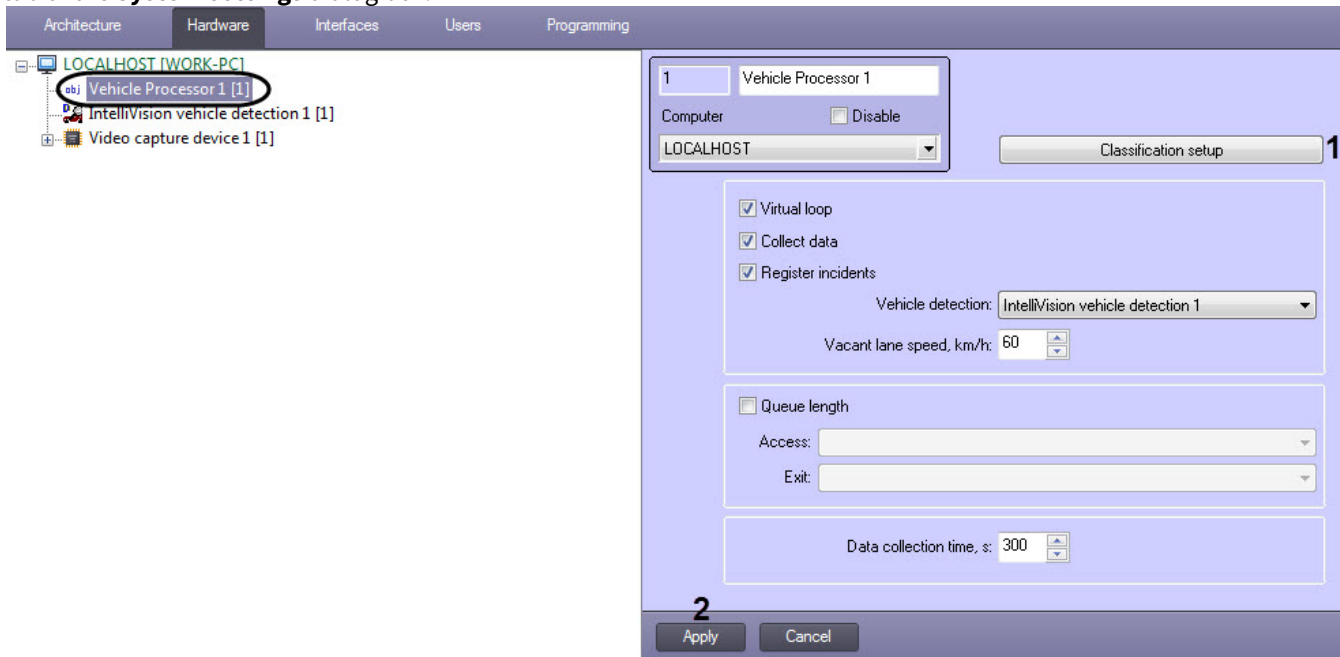 Architecture Hardware Interfaces Users Programming
LOCALHOST [WORK-PC]
obj Vehicle Processor 1 [1]
IntelliVision vehicle detection 1 [1]
Video capture device 1 [1]
1 Vehicle Processor 1
Computer Disable
LOCALHOST
Classification setup 1
Virtual loop
Collect data
Register incidents
Vehicle detection: IntelliVision vehicle detection 1
Vacant lane speed, km/h: 60
Queue length
Access:
Exit:
Data collection time, s: 300
2
Apply Cancel